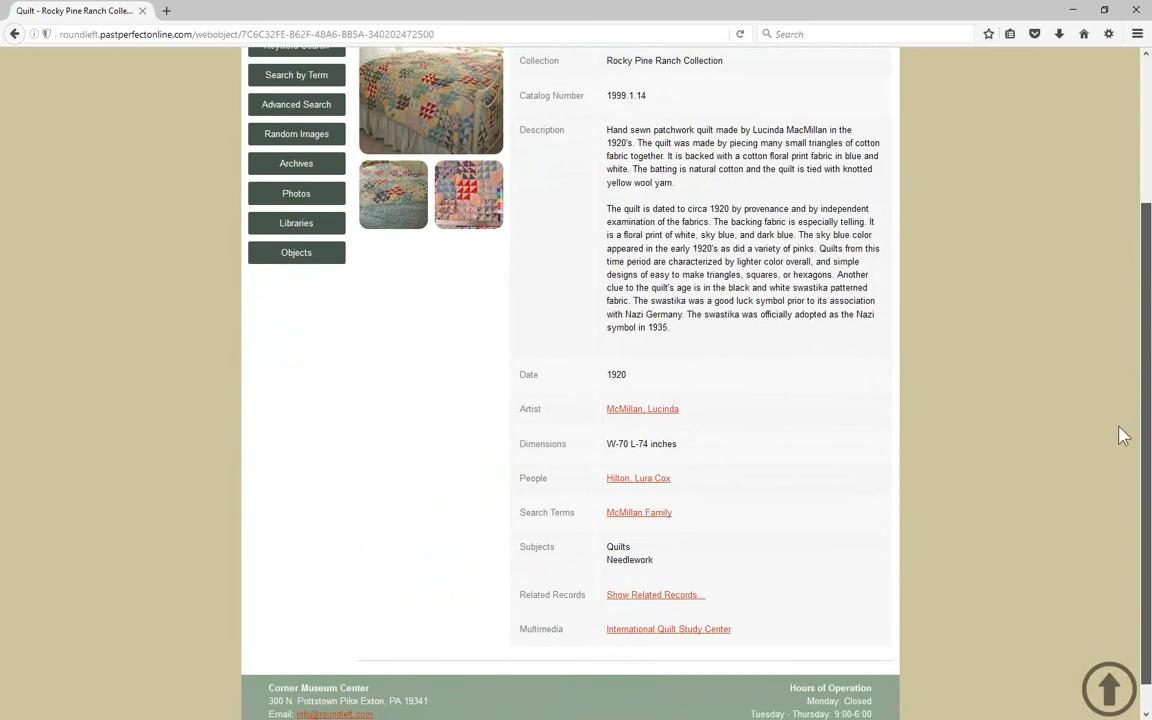 Quilt - Rocky Pine Ranch Colle...
roundleft.pastperfectonline.com/webobject/7C6C32FE-B62F-48A6-BB5A-340202472500
Search
Keyword Search
Search by Term
Advanced Search
Random Images
Archives
Photos
Libraries
Objects
Collection Rocky Pine Ranch Collection
Catalog Number 1999.1.14
Description Hand sewn patchwork quilt made by Lucinda MacMillan in the
1920's. The quilt was made by piecing many small triangles of cotton
fabric together. It is backed with a cotton floral print fabric in blue and
white. The batting is natural cotton and the quilt is tied with knotted
yellow wool yarn.
The quilt is dated to circa 1920 by provenance and by independent
examination of the fabrics. The backing fabric is especially telling. It
is a floral print of white, sky blue, and dark blue. The sky blue color
appeared in the early 1920's as did a variety of pinks. Quilts from this
time period are characterized by lighter color overall, and simple
designs of easy to make triangles, squares, or hexagons. Another
clue to the quilt's age is in the black and white swastika patterned
fabric. The swastika was a good luck symbol prior to its association
with Nazi Germany. The swastika was officially adopted as the Nazi
symbol in 1935.
Date 1920
Artist McMillan, Lucinda
Dimensions W-70 L-74 inches
People Hilton, Lura Cox
Search Terms McMillan Family
Subjects Quilts
Needlework
Related Records Show Related Records...
Multimedia International Quilt Study Center
Corner Museum Center
300 N. Pottstown Pike Exton, PA 19341
Email: info@roundleft.com
Hours of Operation
Monday: Closed
Tuesday - Thursday: 9:00-6:00